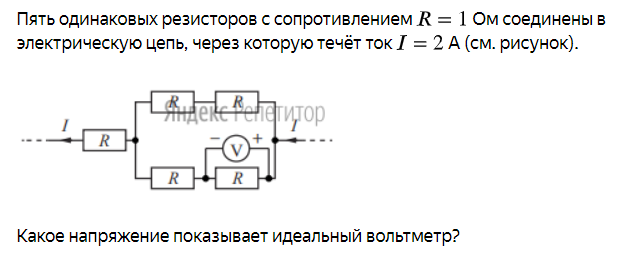 Пять одинаковых резисторов с сопротивлением R = 1 Ом соединены в
электрическую цепь, через которую течёт ток I = 2 А (см. рисунок).
R R
Яндекс Репетитор
I I
R − V +
R R
Какое напряжение показывает идеальный вольтметр?